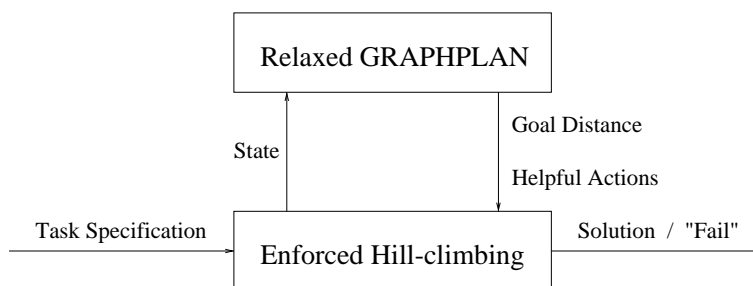 Relaxed GRAPHPLAN
State
Goal Distance
Helpful Actions
Task Specification
Enforced Hill-climbing
Solution / "Fail"